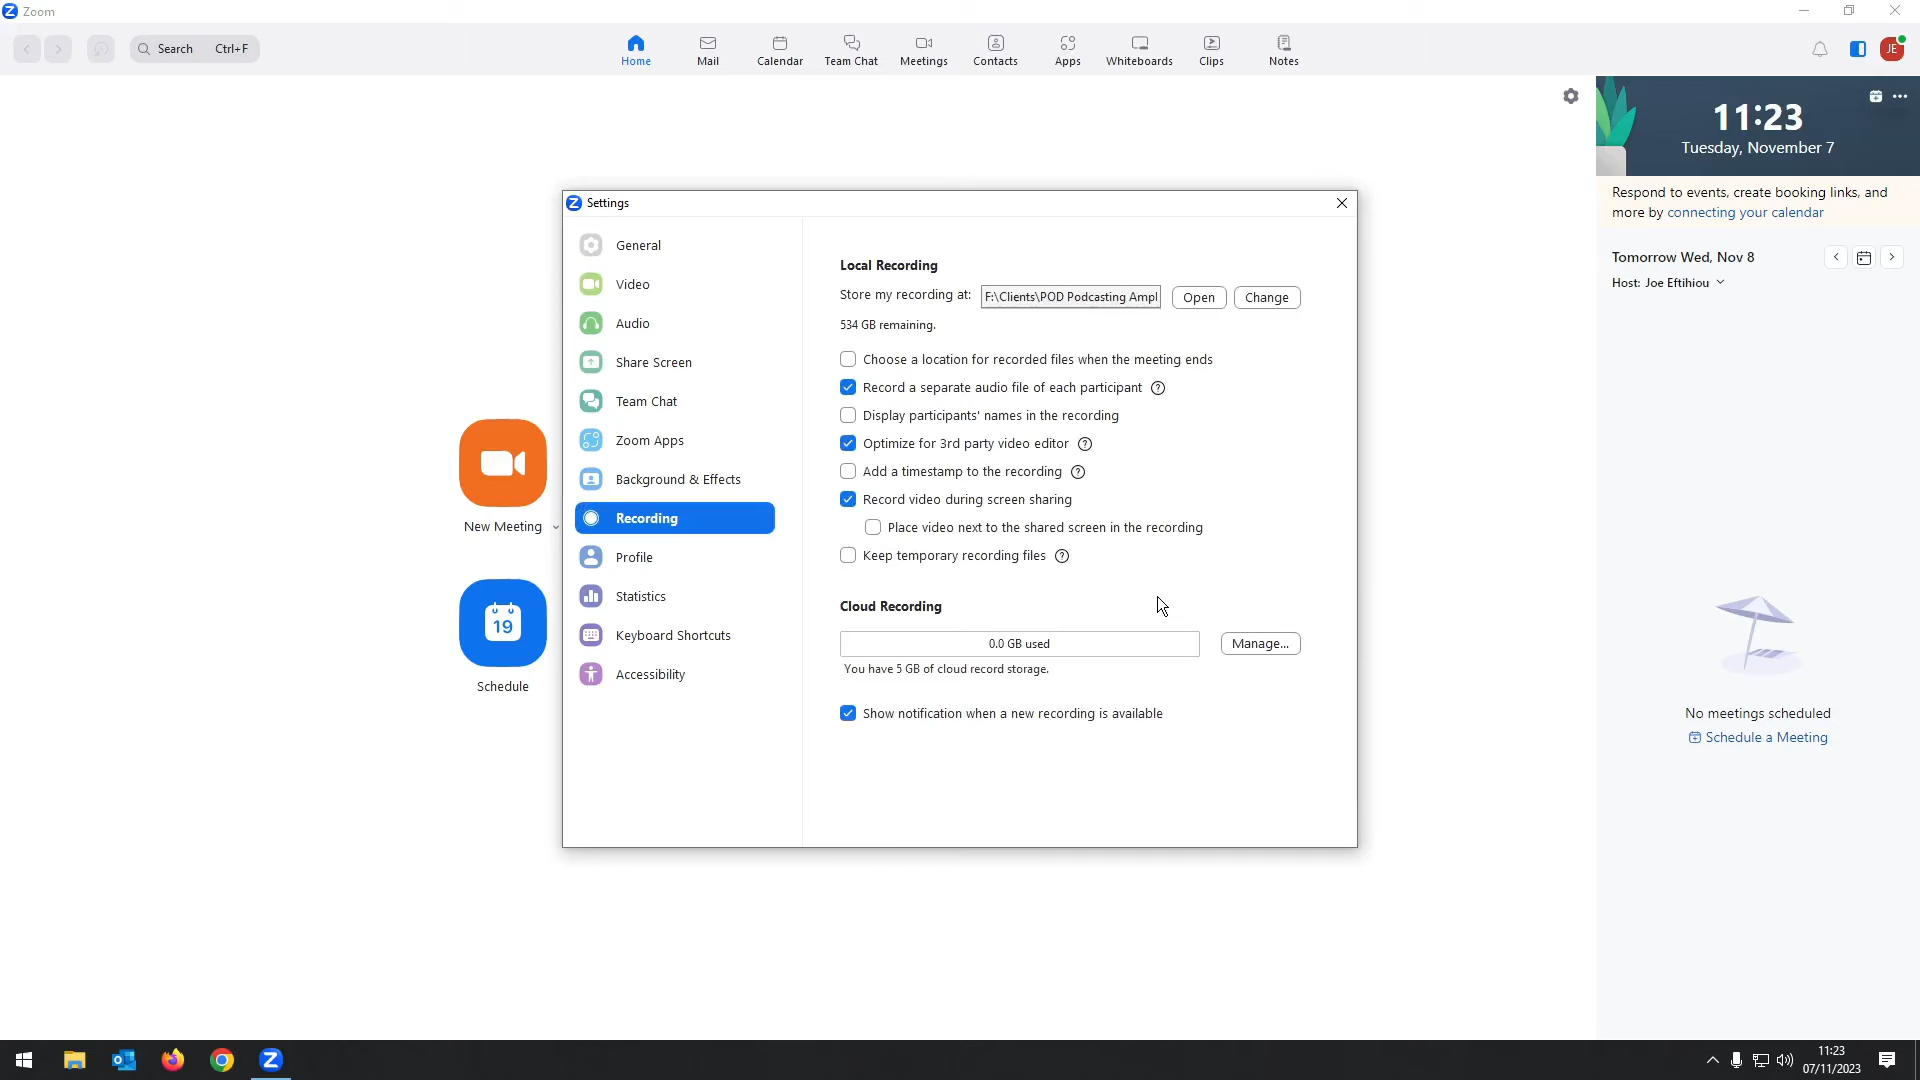 Zoom
Search Ctrl+F
Home
Mail
Calendar
Team Chat
Meetings
Contacts
Apps
Whiteboards
Clips
Notes
JE
11:23
Tuesday, November 7
Respond to events, create booking links, and
more by connecting your calendar
Tomorrow Wed, Nov 8
Host: Joe Eftihiou
No meetings scheduled
Schedule a Meeting
New Meeting
19
Schedule
Settings
General
Video
Audio
Share Screen
Team Chat
Zoom Apps
Background & Effects
Recording
Profile
Statistics
Keyboard Shortcuts
Accessibility
Local Recording
Store my recording at: F:\Clients\POD Podcasting Ampl Open Change
534 GB remaining.
Choose a location for recorded files when the meeting ends
Record a separate audio file of each participant ?
Display participants' names in the recording
Optimize for 3rd party video editor ?
Add a timestamp to the recording ?
Record video during screen sharing
Place video next to the shared screen in the recording
Keep temporary recording files ?
Cloud Recording
0.0 GB used Manage...
You have 5 GB of cloud record storage.
Show notification when a new recording is available
11:23
07/11/2023